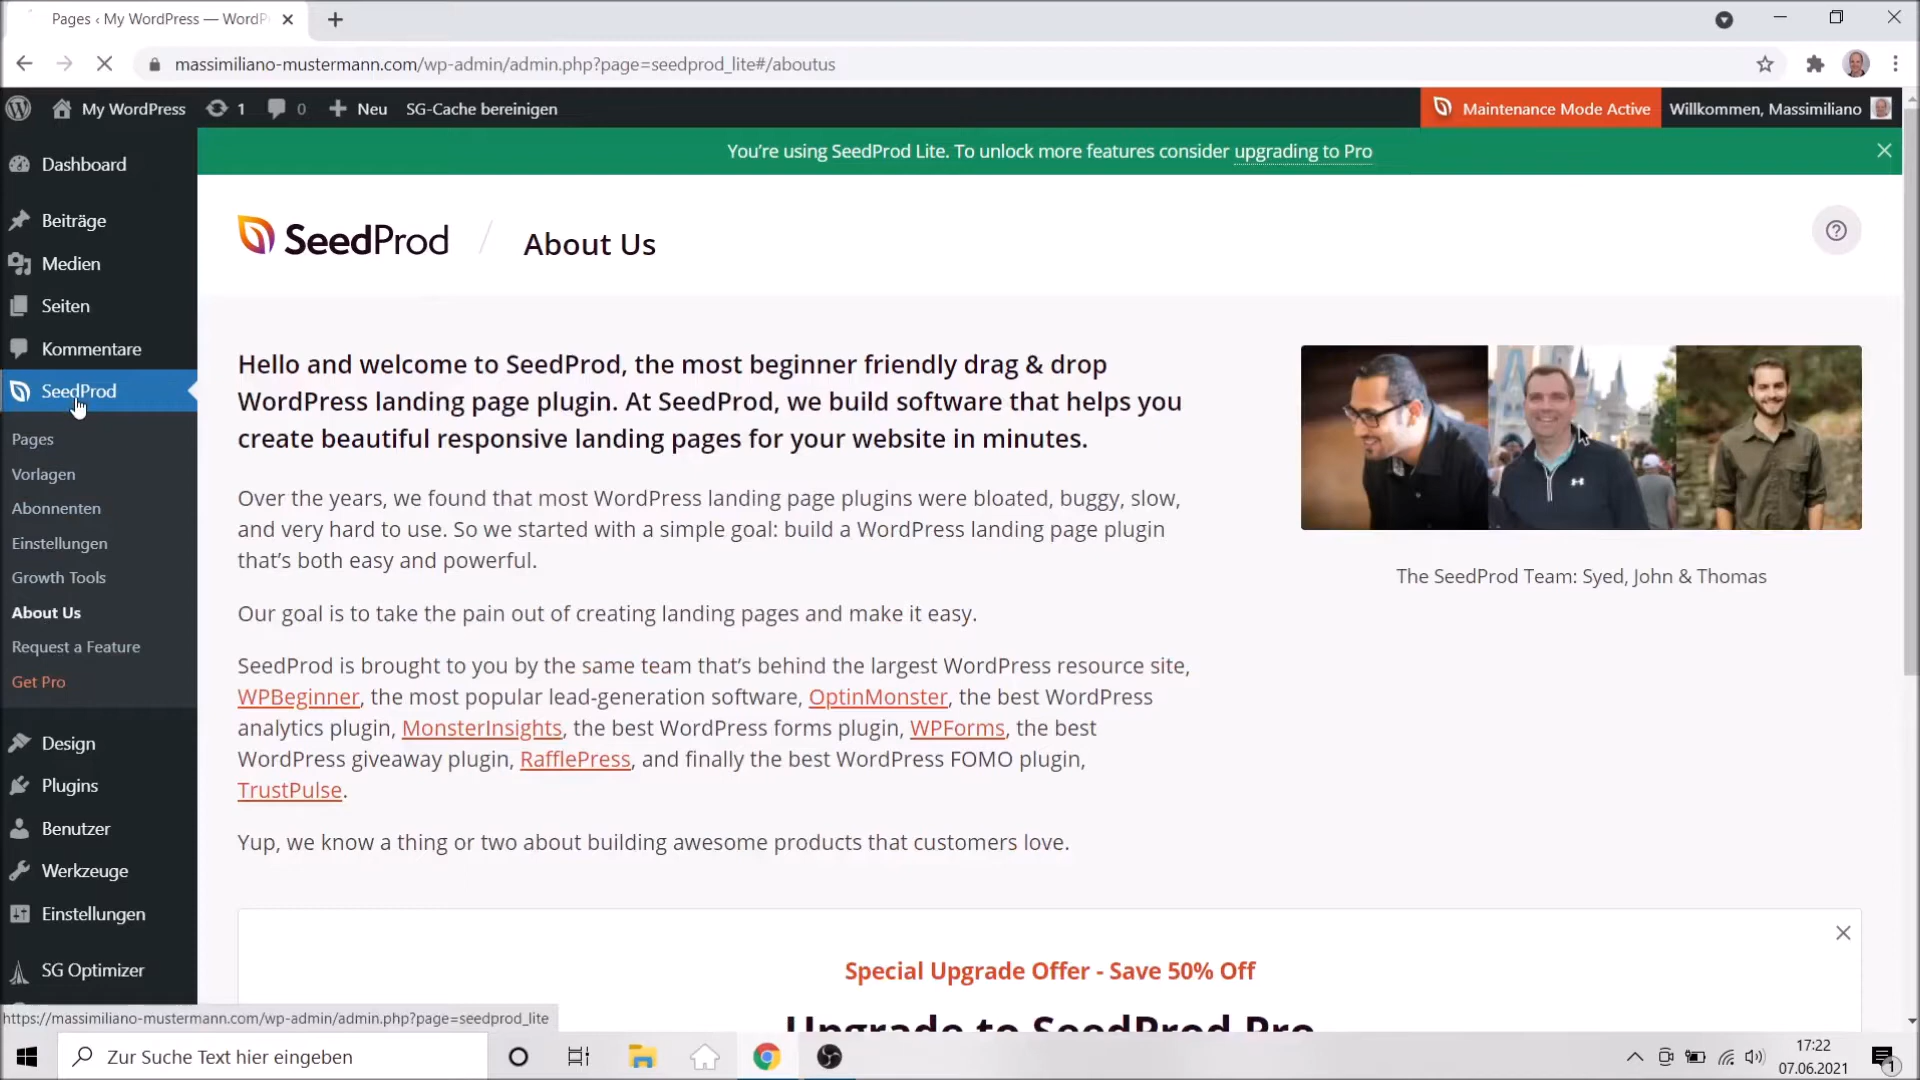 Pages ‹ My WordPress — WordP
massimiliano-mustermann.com/wp-admin/admin.php?page=seedprod_lite#/aboutus
My WordPress 1 0 Neu SG-Cache bereinigen Maintenance Mode Active Willkommen, Massimiliano
You’re using SeedProd Lite. To unlock more features consider upgrading to Pro
Dashboard
Beiträge
Medien
Seiten
Kommentare
SeedProd
Pages
Vorlagen
Abonnenten
Einstellungen
Growth Tools
About Us
Request a Feature
Get Pro
Design
Plugins
Benutzer
Werkzeuge
Einstellungen
SG Optimizer
SeedProd / About Us
Hello and welcome to SeedProd, the most beginner friendly drag & drop
WordPress landing page plugin. At SeedProd, we build software that helps you
create beautiful responsive landing pages for your website in minutes.
Over the years, we found that most WordPress landing page plugins were bloated, buggy, slow,
and very hard to use. So we started with a simple goal: build a WordPress landing page plugin
that’s both easy and powerful.
Our goal is to take the pain out of creating landing pages and make it easy.
SeedProd is brought to you by the same team that’s behind the largest WordPress resource site,
WPBeginner, the most popular lead-generation software, OptinMonster, the best WordPress
analytics plugin, MonsterInsights, the best WordPress forms plugin, WPForms, the best
WordPress giveaway plugin, RafflePress, and finally the best WordPress FOMO plugin,
TrustPulse.
Yup, we know a thing or two about building awesome products that customers love.
The SeedProd Team: Syed, John & Thomas
Special Upgrade Offer - Save 50% Off
Upgrade to SeedProd Pro
https://massimiliano-mustermann.com/wp-admin/admin.php?page=seedprod_lite
Zur Suche Text hier eingeben
17:22
07.06.2021
1